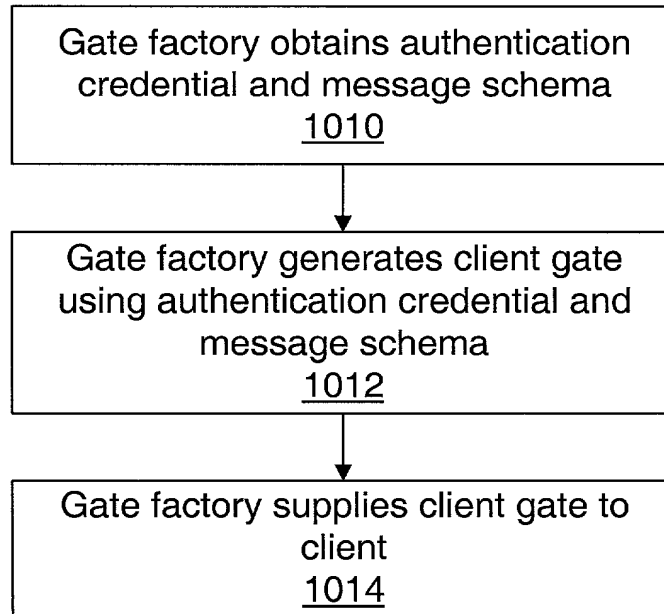 Gate factory obtains authentication
credential and message schema
1010
Gate factory generates client gate
using authentication credential and
message schema
1012
Gate factory supplies client gate to
client
1014